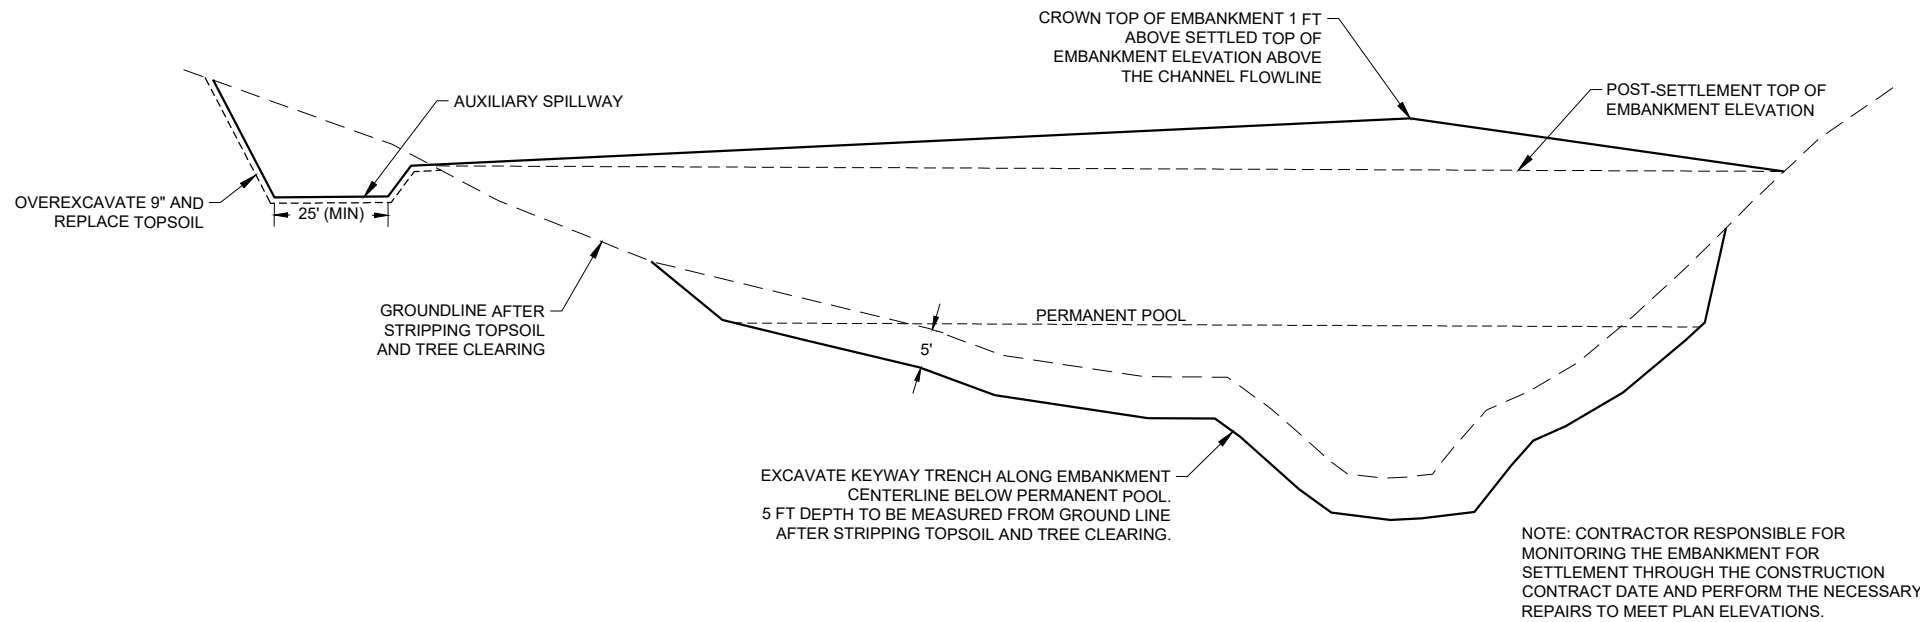 CROWN TOP OF EMBANKMENT 1 FT
ABOVE SETTLED TOP OF
EMBANKMENT ELEVATION ABOVE
THE CHANNEL FLOWLINE
POST-SETTLEMENT TOP OF
EMBANKMENT ELEVATION
AUXILIARY SPILLWAY
OVEREXCAVATE 9" AND
REPLACE TOPSOIL
25' (MIN)
GROUNDLINE AFTER
STRIPPING TOPSOIL
AND TREE CLEARING
PERMANENT POOL
5'
EXCAVATE KEYWAY TRENCH ALONG EMBANKMENT
CENTERLINE BELOW PERMANENT POOL.
5 FT DEPTH TO BE MEASURED FROM GROUND LINE
AFTER STRIPPING TOPSOIL AND TREE CLEARING.
NOTE: CONTRACTOR RESPONSIBLE FOR
MONITORING THE EMBANKMENT FOR
SETTLEMENT THROUGH THE CONSTRUCTION
CONTRACT DATE AND PERFORM THE NECESSARY
REPAIRS TO MEET PLAN ELEVATIONS.